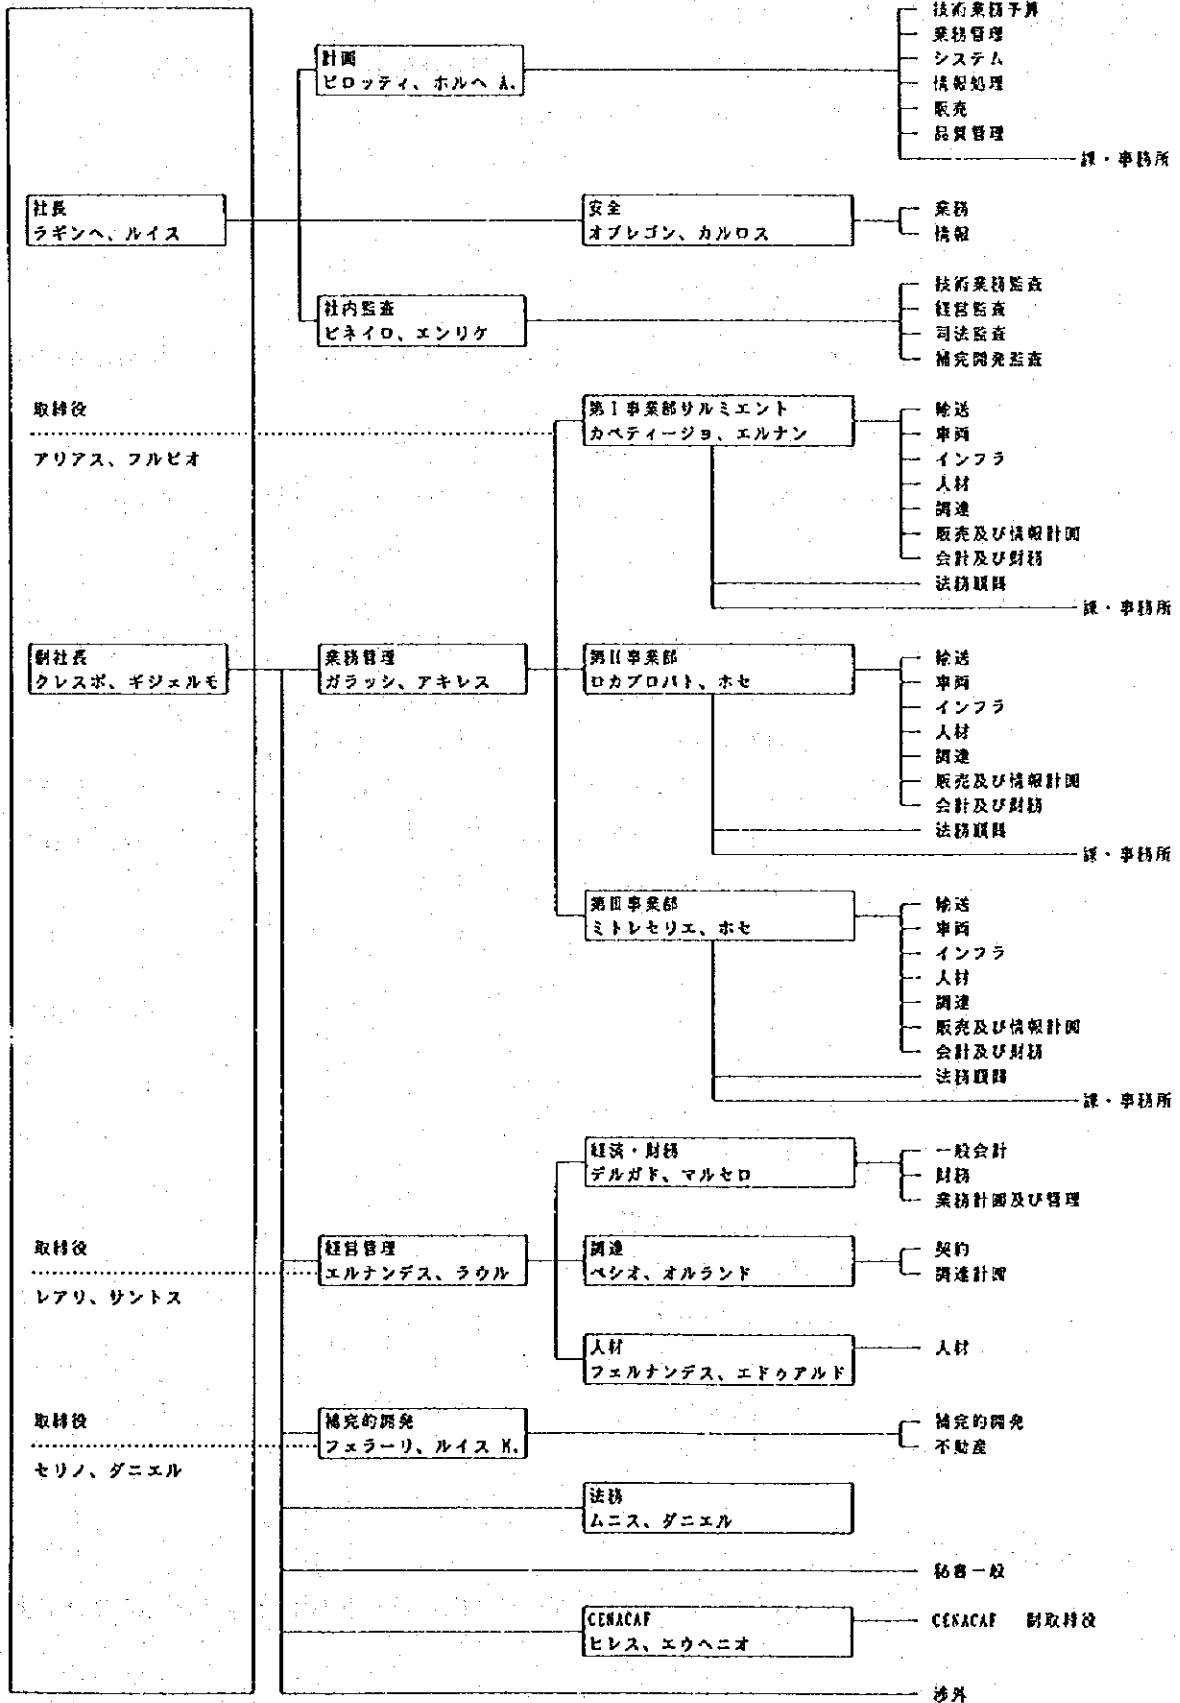 技術業務予算
業務管理
システム
情報処理
販売
品質管理
課・事務所
計画
ピロッティ、ホルヘ A.
社長
ラギンヘ、ルイス
安全
オブレゴン、カルロス
業務
情報
社内監査
ピネイロ、エンリケ
技術業務監査
経営監査
司法監査
補完開発監査
取締役
アリアス、フルビオ
第I事業部サルミエント
カペティージョ、エルナン
輸送
車両
インフラ
人材
調達
販売及び情報計画
会計及び財務
法務顧問
課・事務所
副社長
クレスポ、ギジェルモ
業務管理
ガラッシ、アキレス
第II事業部
ロカプロバト、ホセ
輸送
車両
インフラ
人材
調達
販売及び情報計画
会計及び財務
法務顧問
課・事務所
第III事業部
ミトレセリエ、ホセ
輸送
車両
インフラ
人材
調達
販売及び情報計画
会計及び財務
法務顧問
課・事務所
経済・財務
デルガド、マルセロ
一般会計
財務
業務計画及び管理
取締役
レアリ、サントス
経営管理
エルナンデス、ラウル
調達
ペシオ、オルランド
契約
調達計画
人材
フェルナンデス、エドゥアルド
人材
取締役
セリノ、ダニエル
補完的開発
フェラーリ、ルイス M.
補完的開発
不動産
法務
ムニス、ダニエル
秘書一般
CENACAF
ヒレス、エウヘニオ
CENACAF 副取締役
渉外